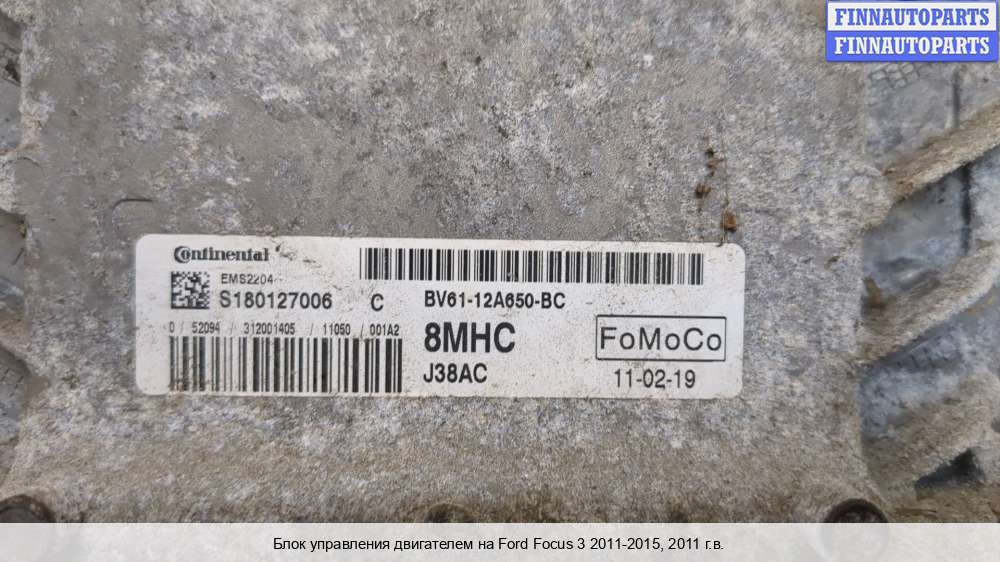 FINNAUTOPARTS
FINNAUTOPARTS
Continental
EMS2204
S180127006 C BV61-12A650-BC
0 / 52094 / 312001405 / 11050 / 001A2
8MHC
FoMoCo
J38AC
11-02-19
Блок управления двигателем на Ford Focus 3 2011-2015, 2011 г.в.